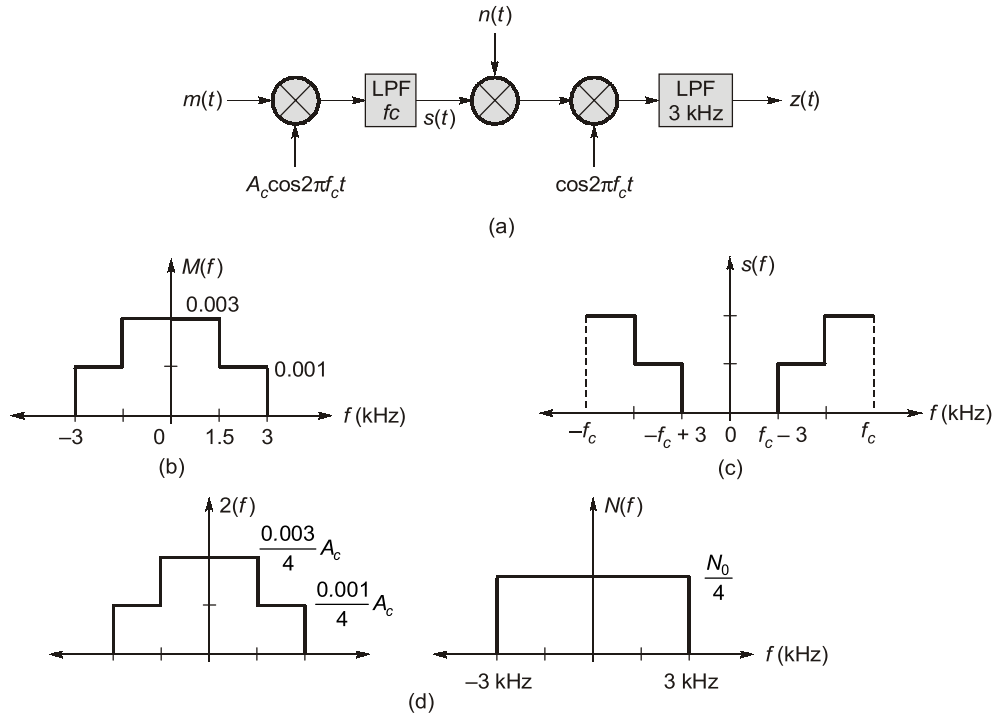 n(t)
m(t)
LPF
fc
s(t)
LPF
3 kHz
z(t)
A_c cos2πf_c t
cos2πf_c t
(a)
M(f)
0.003
0.001
f (kHz)
–3 0 1.5 3
(b)
s(f)
f (kHz)
–f_c –f_c + 3 0 f_c – 3 f_c
(c)
2(f)
0.003/4 A_c
0.001/4 A_c
N(f)
N_0/4
f (kHz)
–3 kHz 3 kHz
(d)